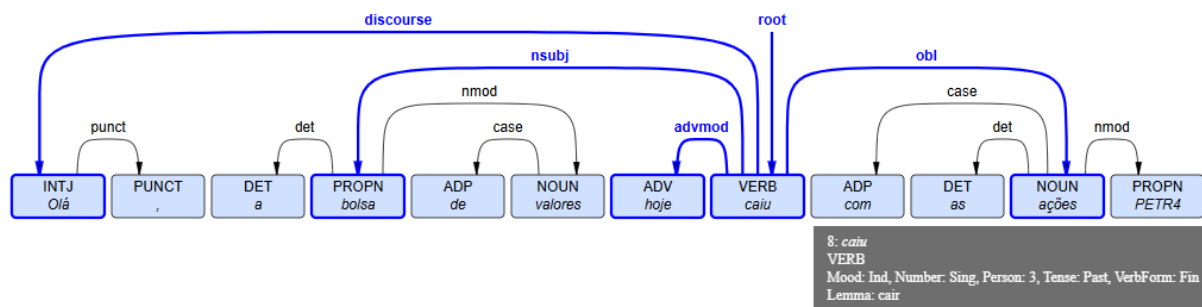 discourse root
nsubj obl
nmod case
punct det case advmod det nmod
INTJ PUNCT DET PROPN ADP NOUN ADV VERB ADP DET NOUN PROPN
Olá , a bolsa de valores hoje caiu com as ações PETR4
8: caiu
VERB
Mood: Ind, Number: Sing, Person: 3, Tense: Past, VerbForm: Fin
Lemma: cair